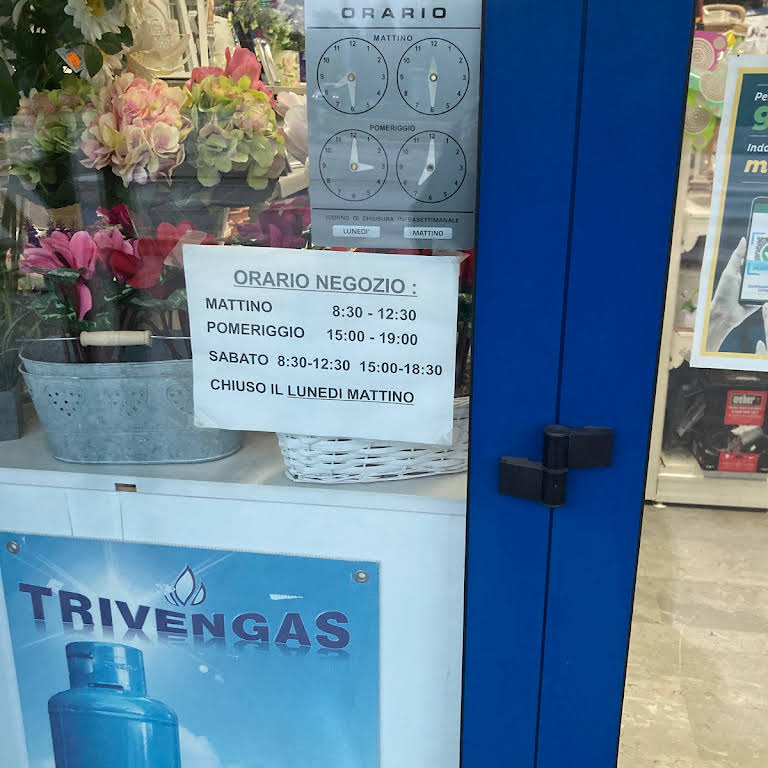 ORARIO
MATTINO
POMERIGGIO
GIORNO DI CHIUSURA INFRASETTIMANALE
LUNEDI'
MATTINO
ORARIO NEGOZIO :
MATTINO 8:30 - 12:30
POMERIGGIO 15:00 - 19:00
SABATO 8:30-12:30 15:00-18:30
CHIUSO IL LUNEDI MATTINO
TRIVENGAS
weber